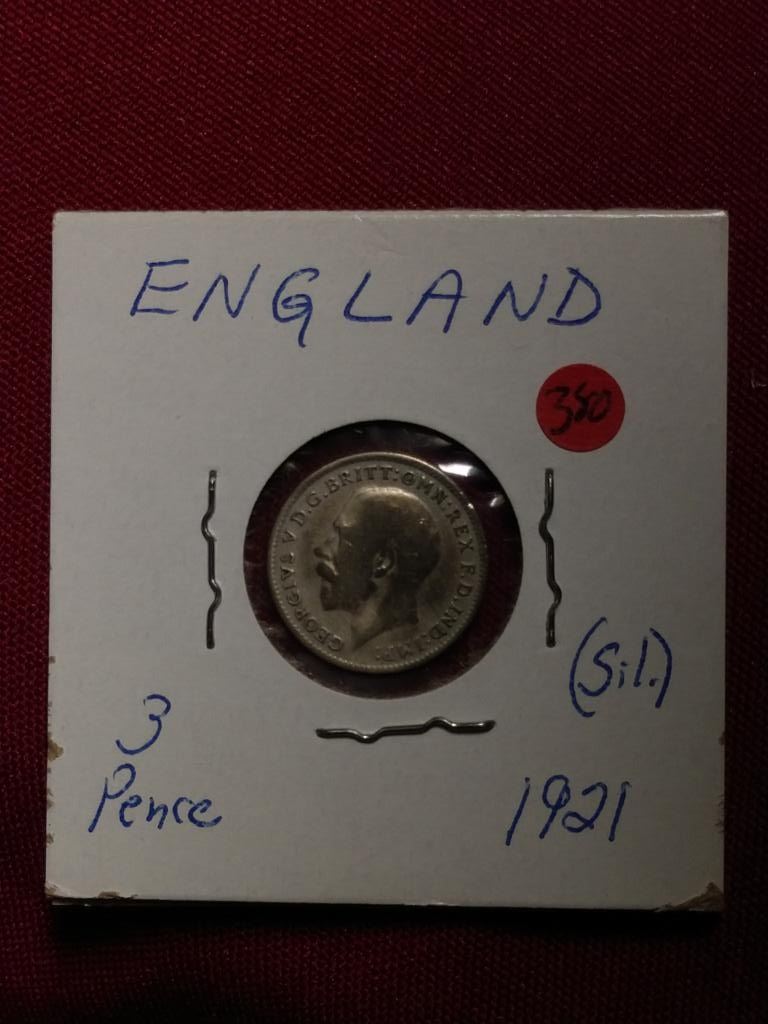 ENGLAND
350
GEORGIVS V D.G.BRITT:OMN:REX F.D.IND:IMP:
(Sil.)
3
Pence
1921